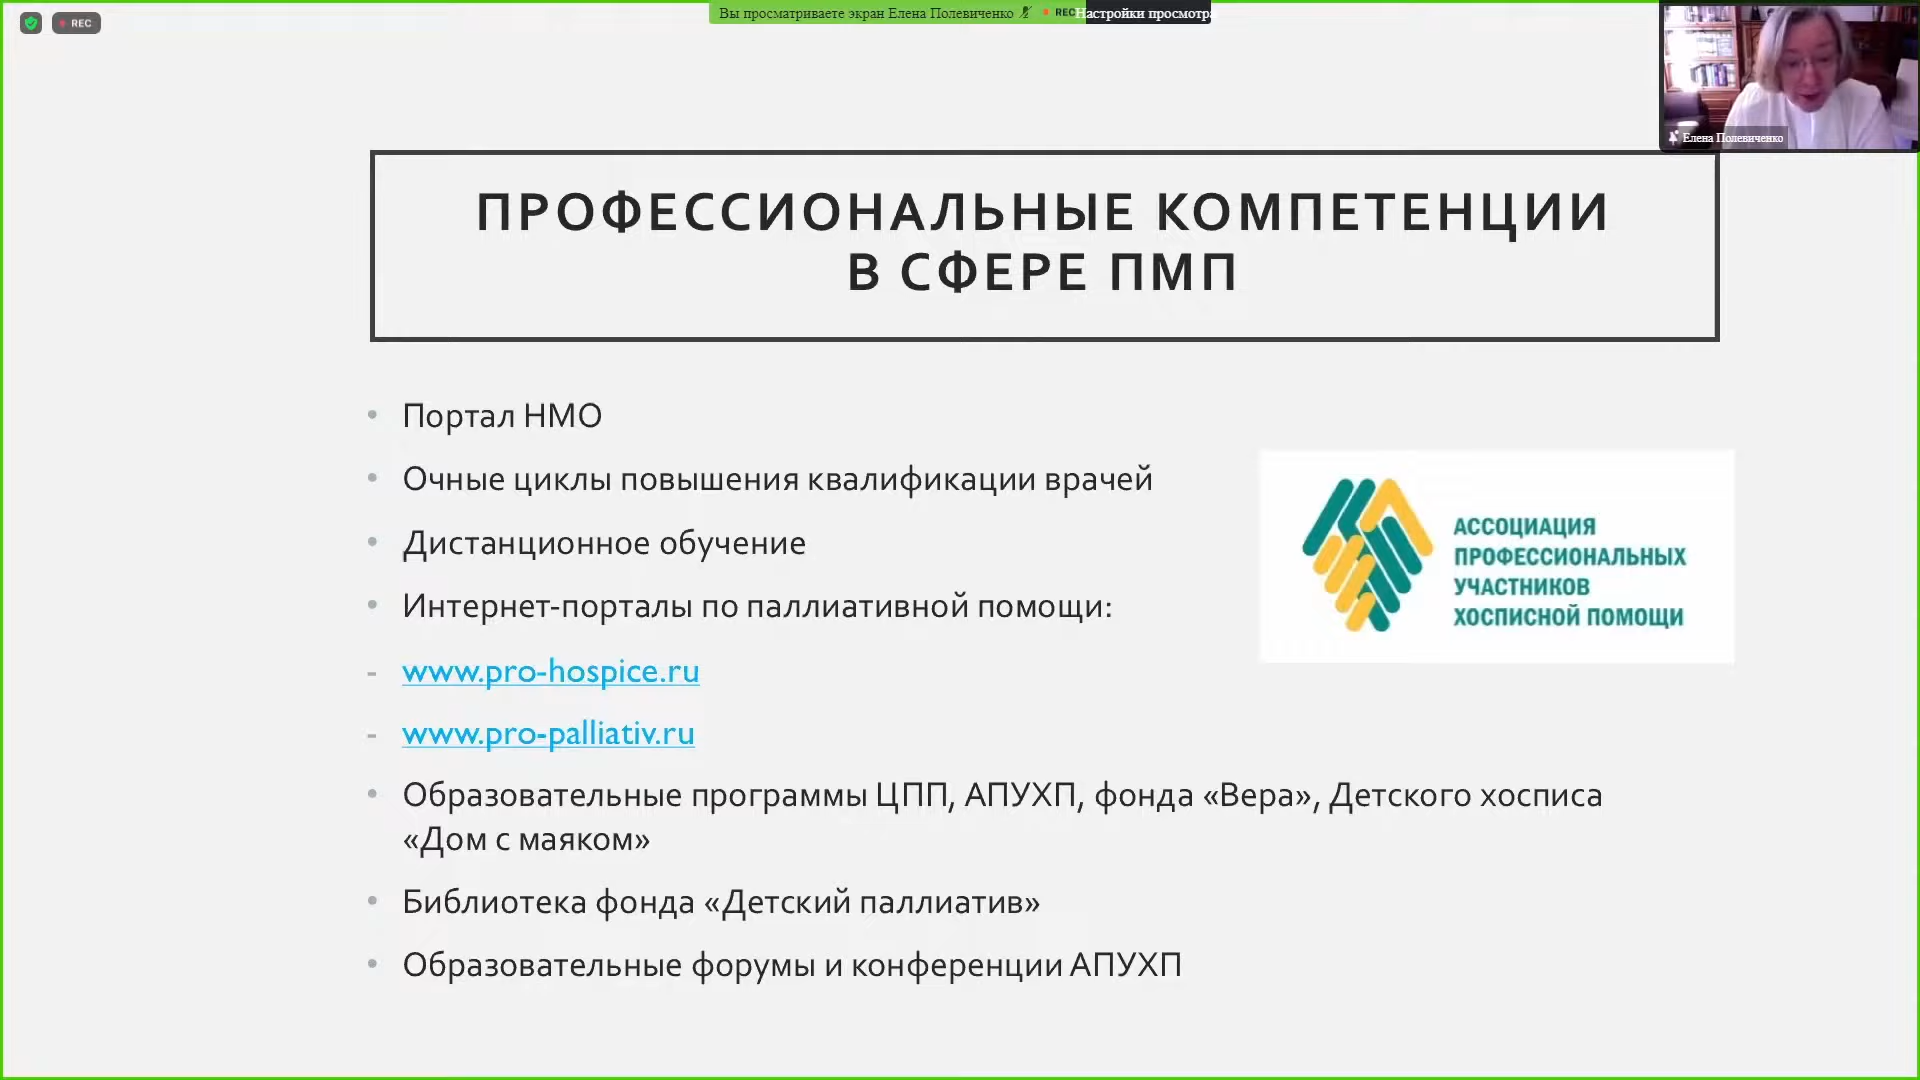 REC
Вы просматриваете экран Елена Полевиченко
REC
Настройки просмотра
Елена Полевиченко
ПРОФЕССИОНАЛЬНЫЕ КОМПЕТЕНЦИИ
В СФЕРЕ ПМП
• Портал НМО
• Очные циклы повышения квалификации врачей
• Дистанционное обучение
• Интернет-порталы по паллиативной помощи:
- www.pro-hospice.ru
- www.pro-palliativ.ru
• Образовательные программы ЦПП, АПУХП, фонда «Вера», Детского хосписа
«Дом с маяком»
• Библиотека фонда «Детский паллиатив»
• Образовательные форумы и конференции АПУХП
АССОЦИАЦИЯ
ПРОФЕССИОНАЛЬНЫХ
УЧАСТНИКОВ
ХОСПИСНОЙ ПОМОЩИ